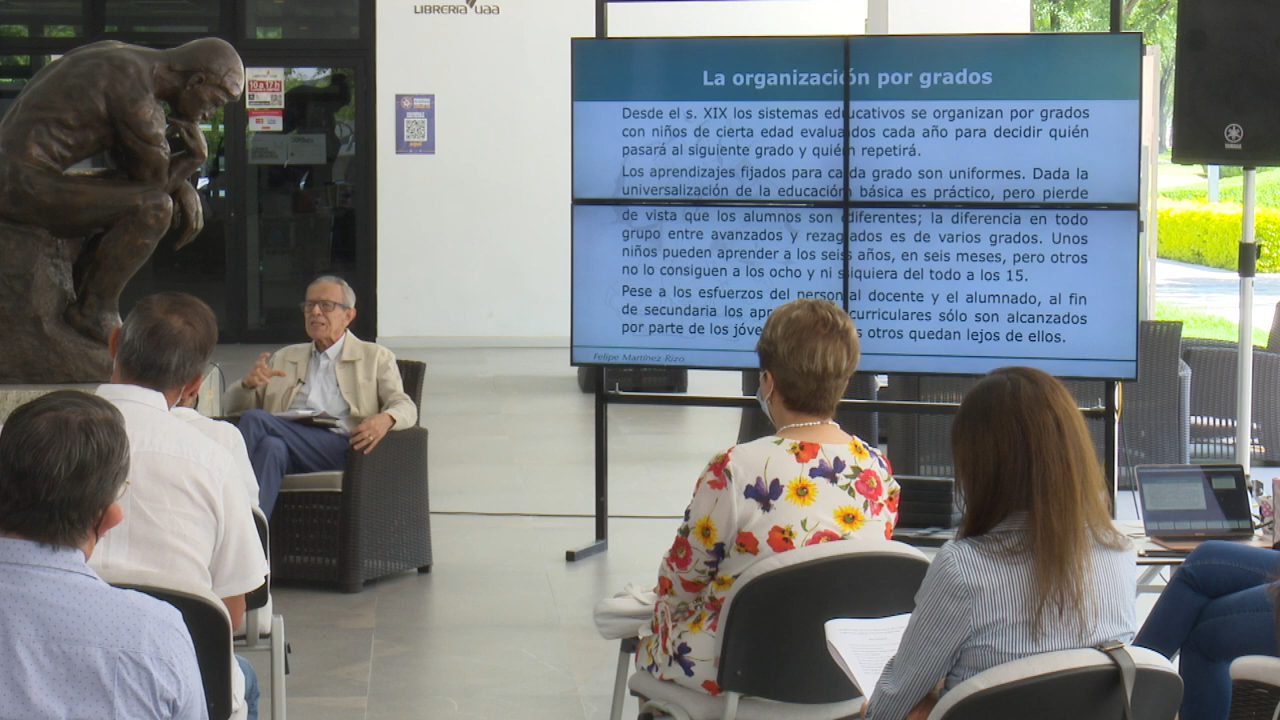 LIBRERÍA UAA
10 a 17 h
La organización por grados
Desde el s. XIX los sistemas educativos se organizan por grados
con niños de cierta edad evaluados cada año para decidir quién
pasará al siguiente grado y quién repetirá.
Los aprendizajes fijados para cada grado son uniformes. Dada la
universalización de la educación básica es práctico, pero pierde
de vista que los alumnos son diferentes; la diferencia en todo
grupo entre avanzados y rezagados es de varios grados. Unos
niños pueden aprender a los seis años, en seis meses, pero otros
no lo consiguen a los ocho y ni siquiera del todo a los 15.
Pese a los esfuerzos del personal docente y el alumnado, al fin
de secundaria los curriculares sólo son alcanzados
por parte de los otros quedan lejos de ellos.
Felipe Martínez Rizo
YAMAHA